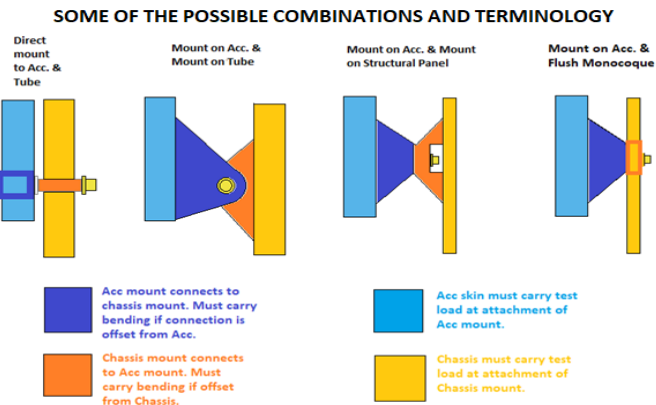 SOME OF THE POSSIBLE COMBINATIONS AND TERMINOLOGY
Direct
mount
to Acc. &
Tube
Mount on Acc. &
Mount on Tube
Mount on Acc. & Mount
on Structural Panel
Mount on Acc. &
Flush Monocoque
Acc mount connects to
chassis mount. Must carry
bending if connection is
offset from Acc.
Acc skin must carry test
load at attachment of
Acc mount.
Chassis mount connects
to Acc mount. Must
carry bending if offset
from Chassis.
Chassis must carry test
load at attachment of
Chassis mount.